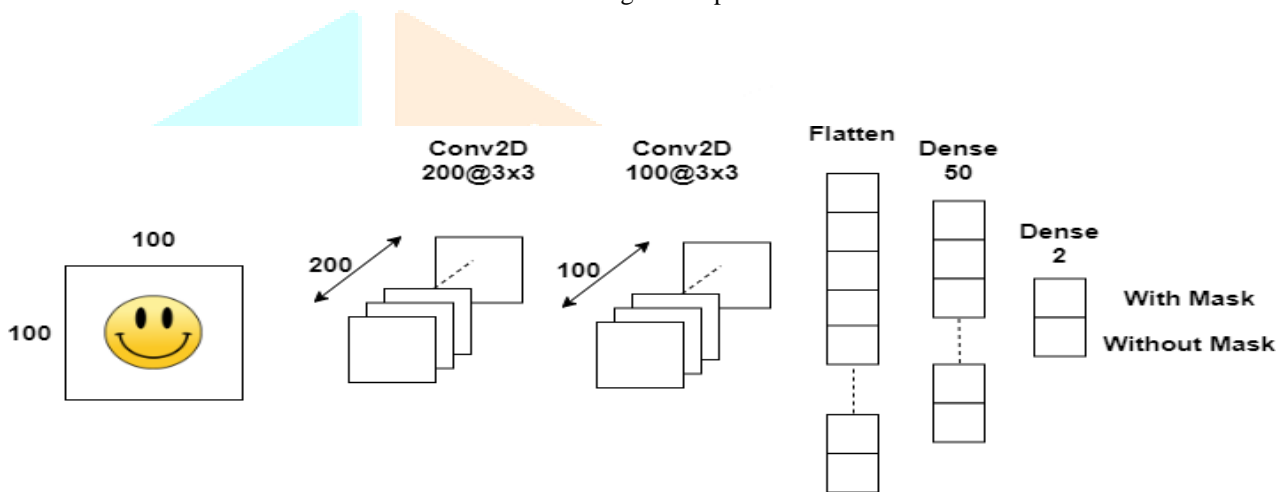 Conv2D
200@3x3
Conv2D
100@3x3
Flatten
Dense
50
100
100
200
100
Dense
2
With Mask
Without Mask